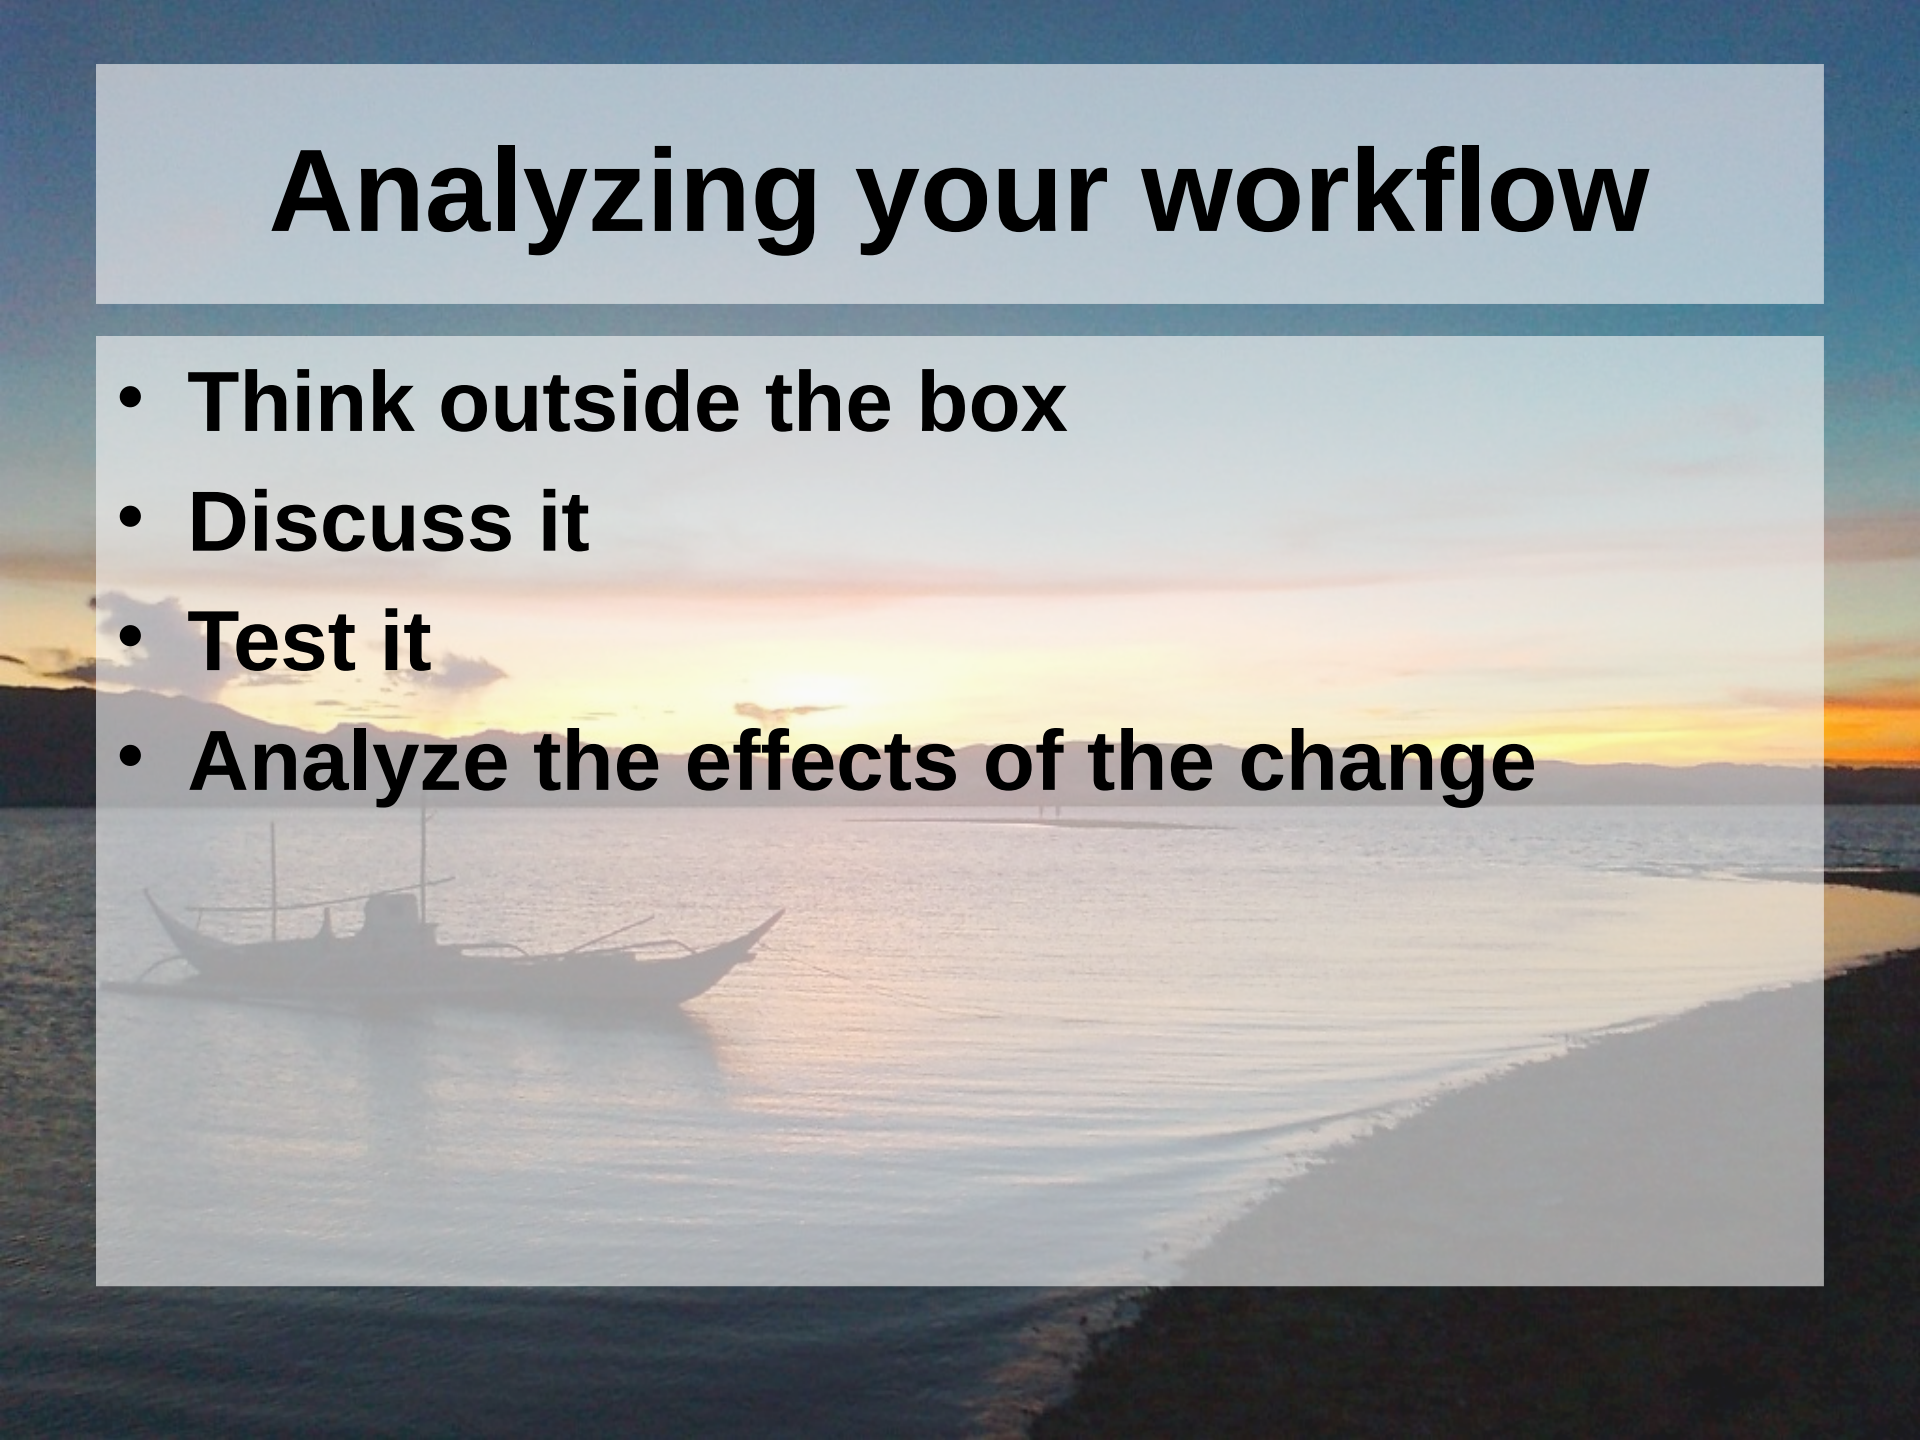 Analyzing your workflow
• Think outside the box
• Discuss it
• Test it
• Analyze the effects of the change